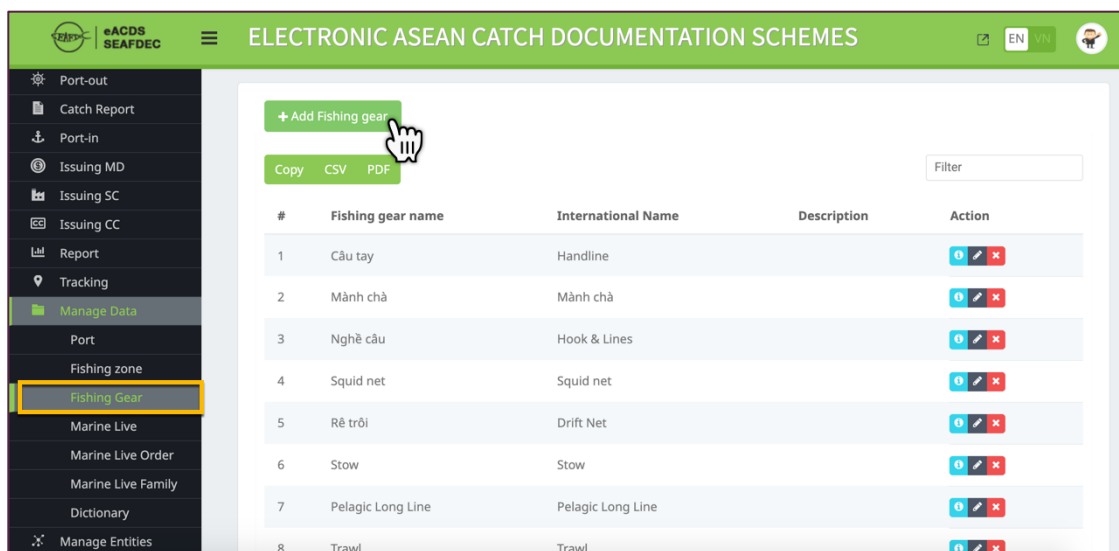 SEAFDEC
eACDS
SEAFDEC
ELECTRONIC ASEAN CATCH DOCUMENTATION SCHEMES
EN VN
Port-out
Catch Report
Port-in
Issuing MD
Issuing SC
CC Issuing CC
Report
Tracking
Manage Data
Port
Fishing zone
Fishing Gear
Marine Live
Marine Live Order
Marine Live Family
Dictionary
Manage Entities
+ Add Fishing gear
Copy CSV PDF
Filter
# Fishing gear name International Name Description Action
1 Câu tay Handline
2 Mành chà Mành chà
3 Nghề câu Hook & Lines
4 Squid net Squid net
5 Rê trôi Drift Net
6 Stow Stow
7 Pelagic Long Line Pelagic Long Line
8 Trawl Trawl